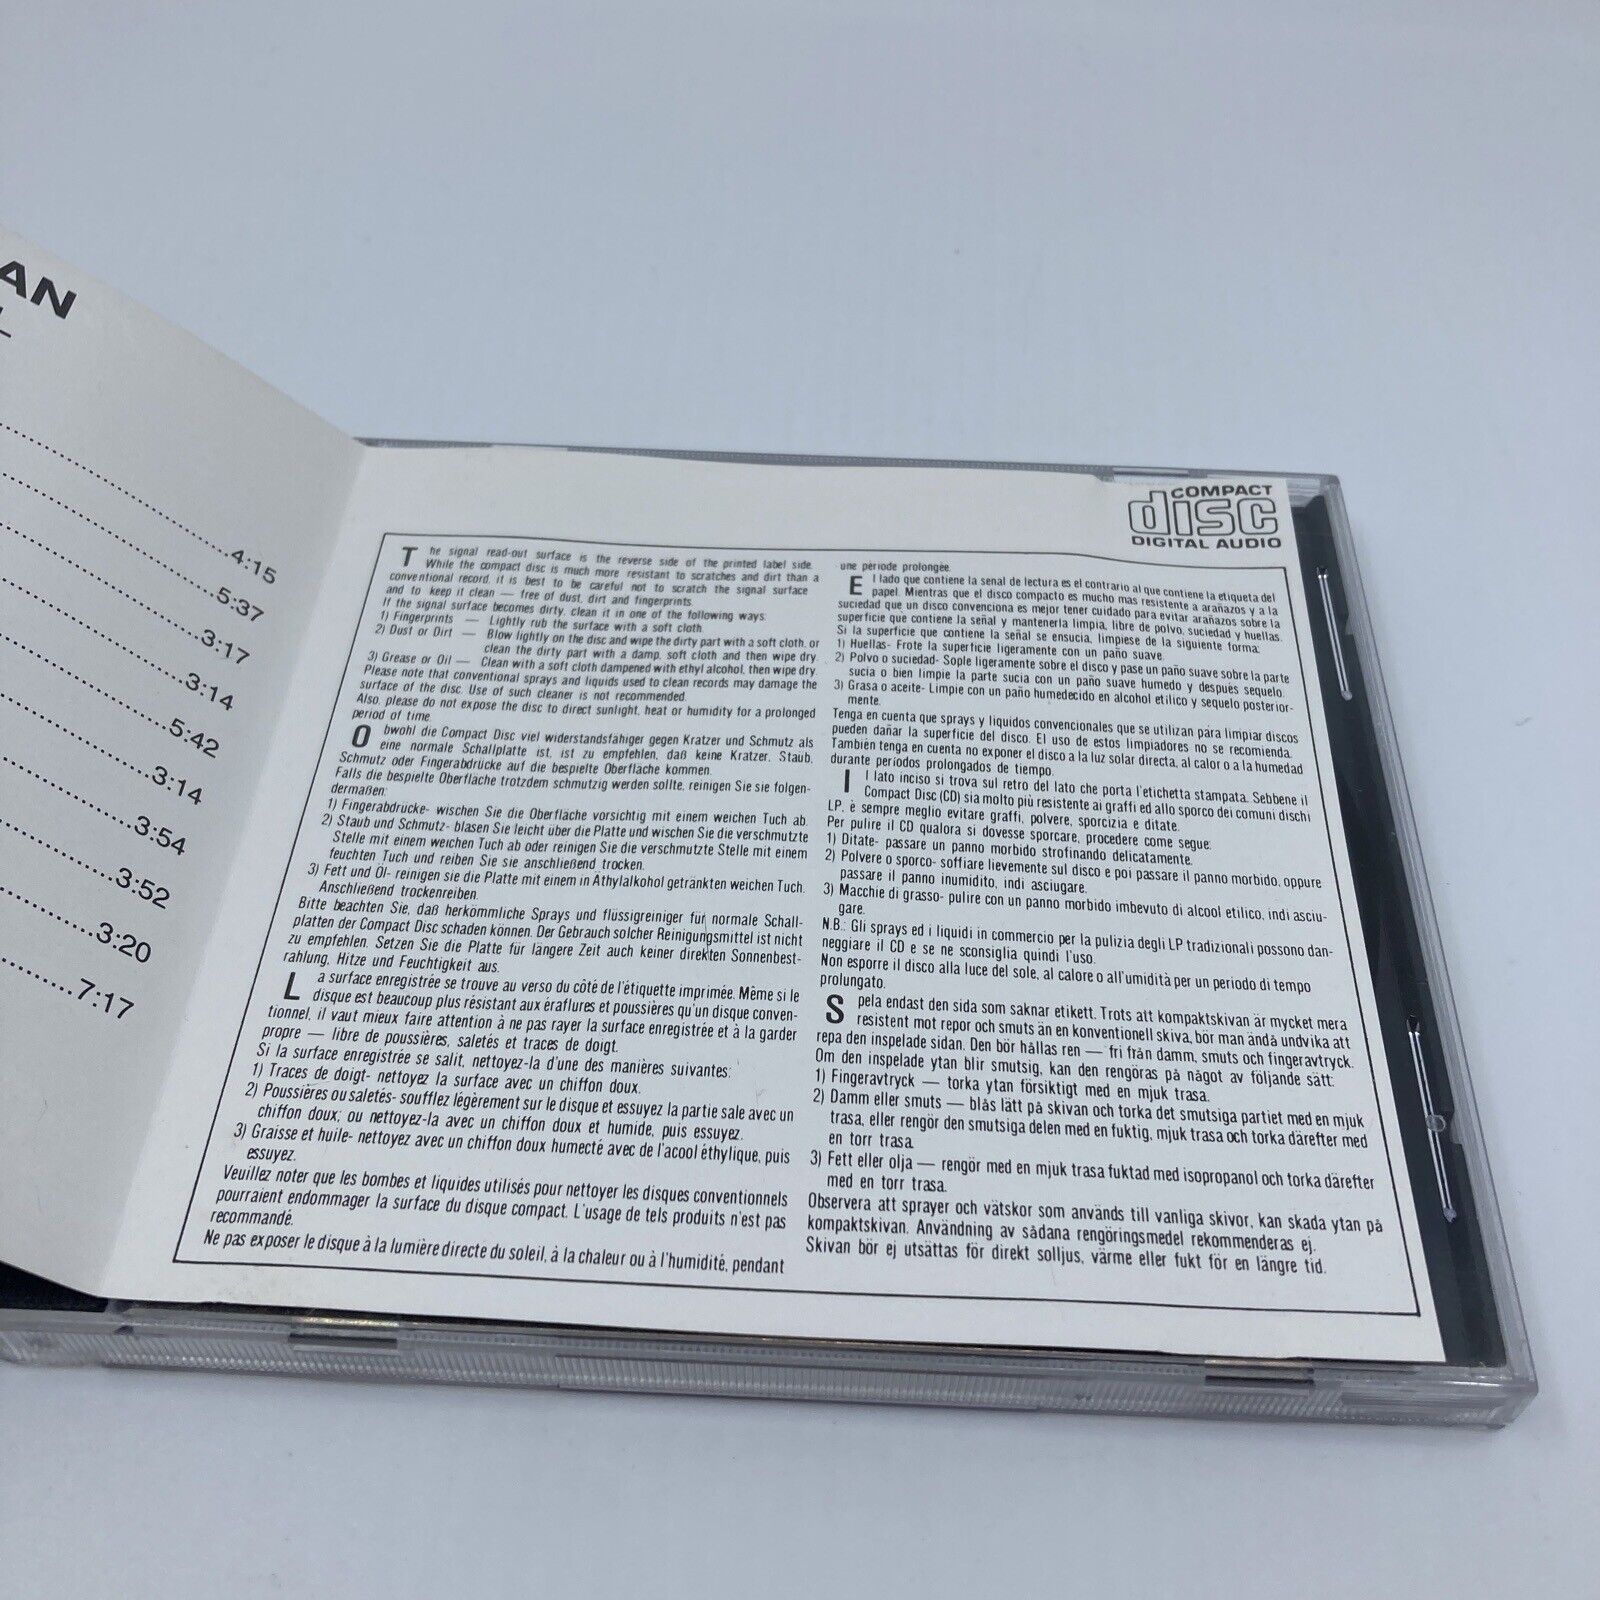 AN
4:15
5:37
3:17
3:14
5:42
3:14
3:54
3:52
3:20
7:17
COMPACT
disc
DIGITAL AUDIO
The signal read-out surface is the reverse side of the printed label side.
While the compact disc is much more resistant to scratches and dirt than a
conventional record, it is best to be careful not to scratch the signal surface
and to keep it clean — free of dust, dirt and fingerprints.
If the signal surface becomes dirty, clean it in one of the following ways:
1) Fingerprints — Lightly rub the surface with a soft cloth.
2) Dust or Dirt — Blow lightly on the disc and wipe the dirty part with a soft cloth, or
clean the dirty part with a damp, soft cloth and then wipe dry.
3) Grease or Oil — Clean with a soft cloth dampened with ethyl alcohol, then wipe dry.
Please note that conventional sprays and liquids used to clean records may damage the
surface of the disc. Use of such cleaner is not recommended.
Also, please do not expose the disc to direct sunlight, heat or humidity for a prolonged
period of time.
Obwohl die Compact Disc viel widerstandsfähiger gegen Kratzer und Schmutz als
eine normale Schallplatte ist, ist zu empfehlen, daß keine Kratzer, Staub,
Schmutz oder Fingerabdrücke auf die bespielte Oberfläche kommen.
Falls die bespielte Oberfläche trotzdem schmutzig werden sollte, reinigen Sie sie folgen-
dermaßen:
1) Fingerabdrücke- wischen Sie die Oberfläche vorsichtig mit einem weichen Tuch ab.
2) Staub und Schmutz- blasen Sie leicht über die Platte und wischen Sie die verschmutzte
Stelle mit einem weichen Tuch ab oder reinigen Sie die verschmutzte Stelle mit einem
feuchten Tuch und reiben Sie sie anschließend trocken.
3) Fett und Öl- reinigen sie die Platte mit einem in Äthylalkohol getränkten weichen Tuch.
Anschließend trockenreiben.
Bitte beachten Sie, daß herkömmliche Sprays und flüssigreiniger für normale Schall-
platten der Compact Disc schaden können. Der Gebrauch solcher Reinigungsmittel ist nicht
zu empfehlen. Setzen Sie die Platte für längere Zeit auch keiner direkten Sonnenbest-
rahlung, Hitze und Feuchtigkeit aus.
La surface enregistrée se trouve au verso du côté de l'étiquette imprimée. Même si le
disque est beaucoup plus résistant aux éraflures et poussières qu'un disque conven-
tionnel, il vaut mieux faire attention à ne pas rayer la surface enregistrée et à la garder
propre — libre de poussières, saletés et traces de doigt.
Si la surface enregistrée se salit, nettoyez-la d'une des manières suivantes:
1) Traces de doigt- nettoyez la surface avec un chiffon doux.
2) Poussières ou saletés- soufflez légèrement sur le disque et essuyez la partie sale avec un
chiffon doux; ou nettoyez-la avec un chiffon doux et humide, puis essuyez.
3) Graisse et huile- nettoyez avec un chiffon doux humecté avec de l'acool éthylique, puis
essuyez.
Veuillez noter que les bombes et liquides utilisés pour nettoyer les disques conventionnels
pourraient endommager la surface du disque compact. L'usage de tels produits n'est pas
recommandé.
Ne pas exposer le disque à la lumière directe du soleil, à la chaleur ou à l'humidité, pendant
une période prolongée.
El lado que contiene la senal de lectura es el contrario al que contiene la etiqueta del
papel. Mientras que el disco compacto es mucho mas resistente a arañazos y a la
suciedad que un disco convenciona es mejor tener cuidado para evitar arañazos sobre la
superficie que contiene la señal y mantenerla limpia, libre de polvo, suciedad y huellas.
Si la superficie que contiene la señal se ensucia, limpiese de la siguiente forma:
1) Huellas- Frote la superficie ligeramente con un paño suave.
2) Polvo o suciedad- Sople ligeramente sobre el disco y pase un paño suave sobre la parte
sucia o bien limpie la parte sucia con un paño suave humedo y después sequelo.
3) Grasa o aceite- Limpie con un paño humedecido en alcohol etilico y sequelo posterior-
mente.
Tenga en cuenta que sprays y liquidos convencionales que se utilizan para limpiar discos
pueden dañar la superficie del disco. El uso de estos limpiadores no se recomienda.
También tenga en cuenta no exponer el disco a la luz solar directa, al calor o a la humedad
durante periodos prolongados de tiempo.
Il lato inciso si trova sul retro del lato che porta l'etichetta stampata. Sebbene il
Compact Disc (CD) sia molto più resistente ai graffi ed allo sporco dei comuni dischi
LP, è sempre meglio evitare graffi, polvere, sporcizia e ditate.
Per pulire il CD qualora si dovesse sporcare, procedere come segue:
1) Ditate- passare un panno morbido strofinando delicatamente.
2) Polvere o sporco- soffiare lievemente sul disco e poi passare il panno morbido, oppure
passare il panno inumidito, indi asciugare.
3) Macchie di grasso- pulire con un panno morbido imbevuto di alcool etilico, indi asciu-
gare.
N.B.: Gli sprays ed i liquidi in commercio per la pulizia degli LP tradizionali possono dan-
neggiare il CD e se ne sconsiglia quindi l'uso.
Non esporre il disco alla luce del sole, al calore o all'umidità per un periodo di tempo
prolungato.
Spela endast den sida som saknar etikett. Trots att kompaktskivan är mycket mera
resistent mot repor och smuts än en konventionell skiva, bör man ändå undvika att
repa den inspelade sidan. Den bör hållas ren — fri från damm, smuts och fingeravtryck.
Om den inspelade ytan blir smutsig, kan den rengöras på något av följande sätt:
1) Fingeravtryck — torka ytan försiktigt med en mjuk trasa.
2) Damm eller smuts — blås lätt på skivan och torka det smutsiga partiet med en mjuk
trasa, eller rengör den smutsiga delen med en fuktig, mjuk trasa och torka därefter med
en torr trasa.
3) Fett eller olja — rengör med en mjuk trasa fuktad med isopropanol och torka därefter
med en torr trasa.
Observera att sprayer och vätskor som används till vanliga skivor, kan skada ytan på
kompaktskivan. Användning av sådana rengöringsmedel rekommenderas ej.
Skivan bör ej utsättas för direkt solljus, värme eller fukt för en längre tid.